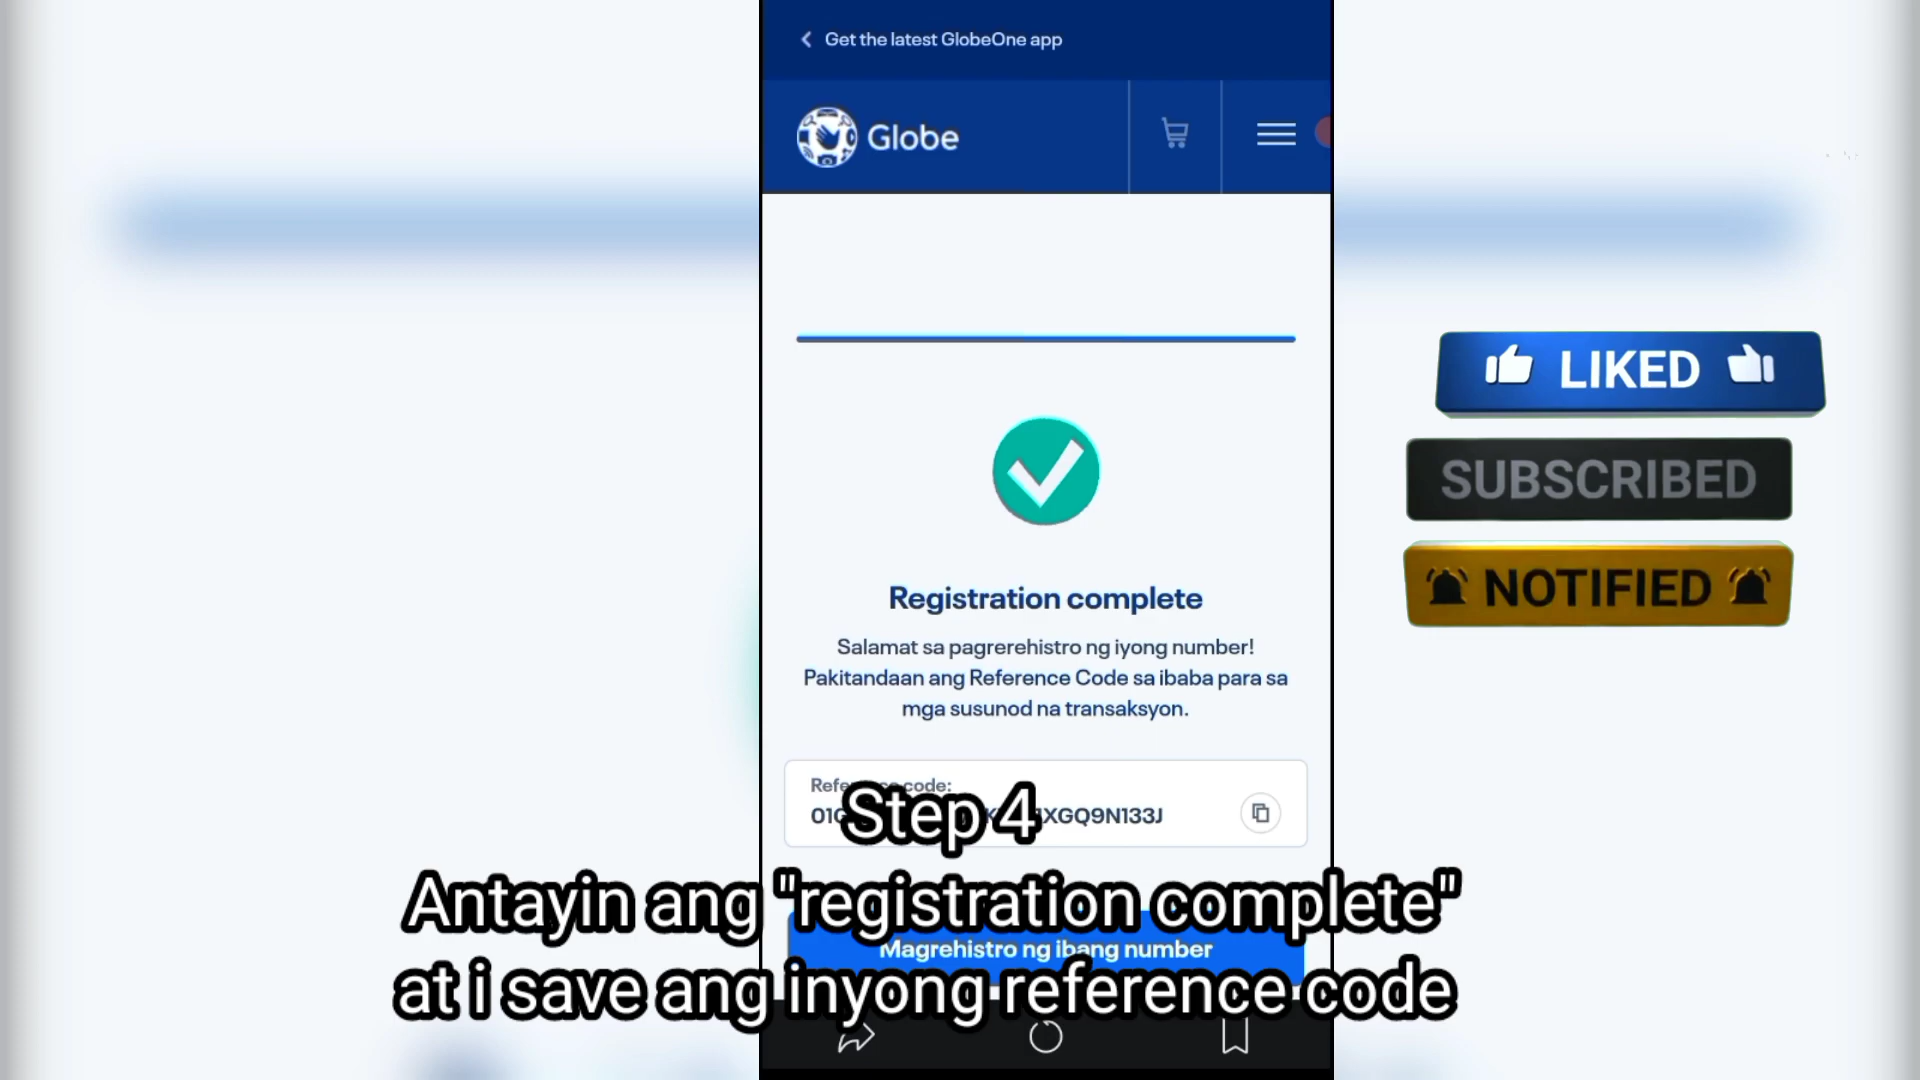 Get the latest GlobeOne app
Globe
LIKED
SUBSCRIBED
NOTIFIED
Registration complete
Salamat sa pagrerehistro ng iyong number!
Pakitandaan ang Reference Code sa ibaba para sa
mga susunod na transaksyon.
code:
XGQ9N133J
Step 4
Antayin ang "registration complete"
Magrehistro ng ibang number
at i save ang inyong reference code